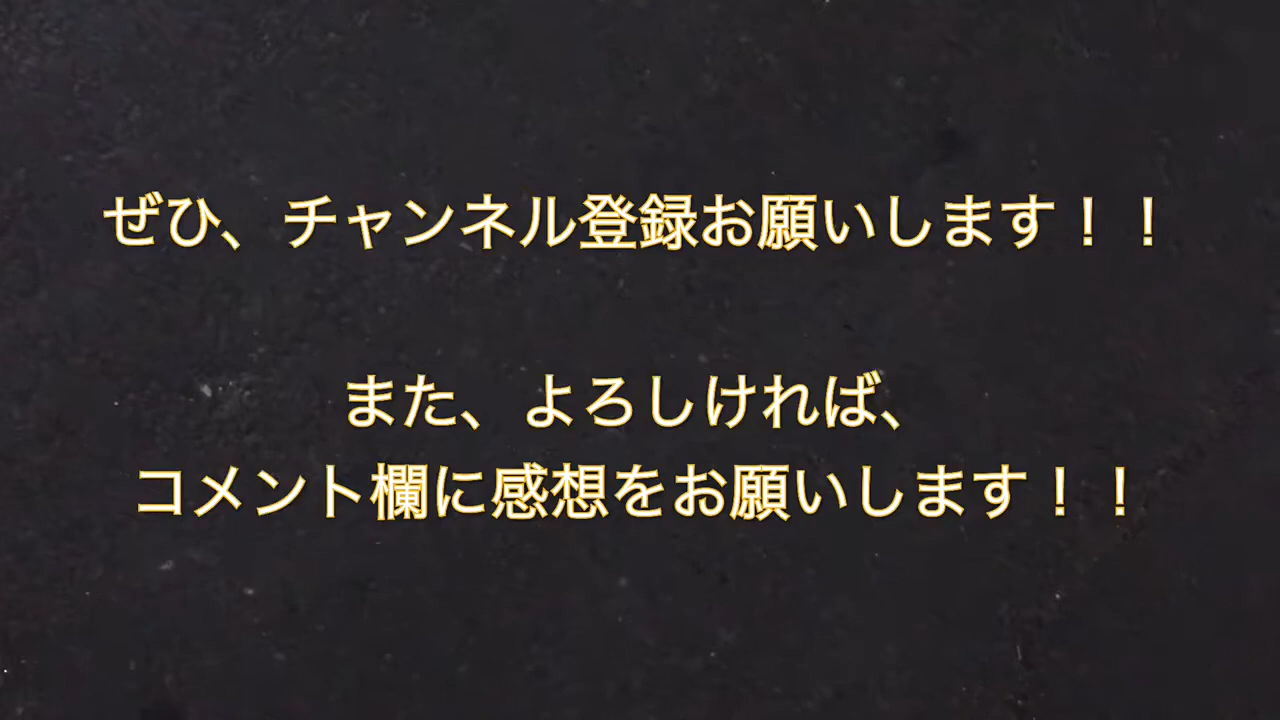 ぜひ、チャンネル登録お願いします！！
また、よろしければ、
コメント欄に感想をお願いします！！